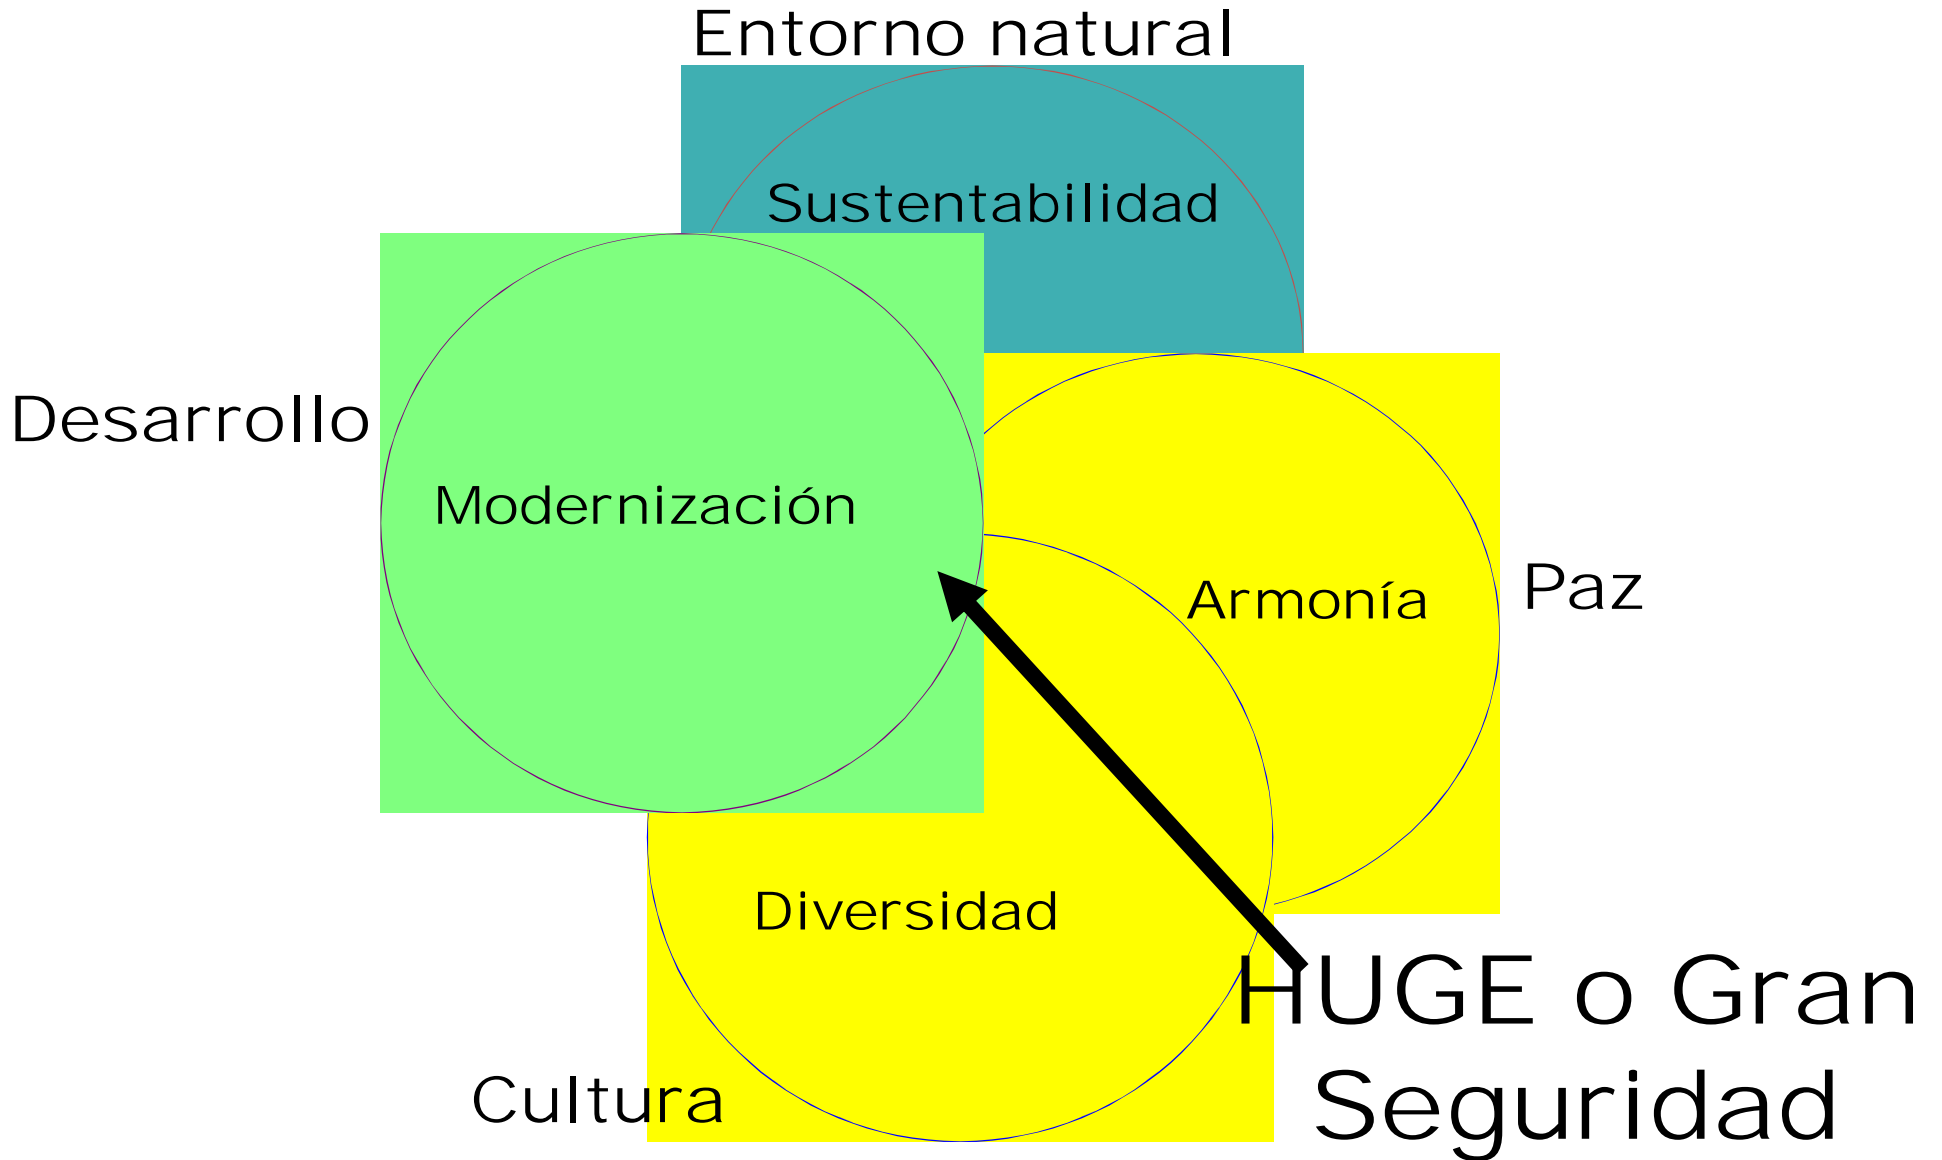 Entorno natural
Sustentabilidad
Desarrollo
Modernización
Armonía
Paz
Diversidad
HUGE o Gran
Seguridad
Cultura